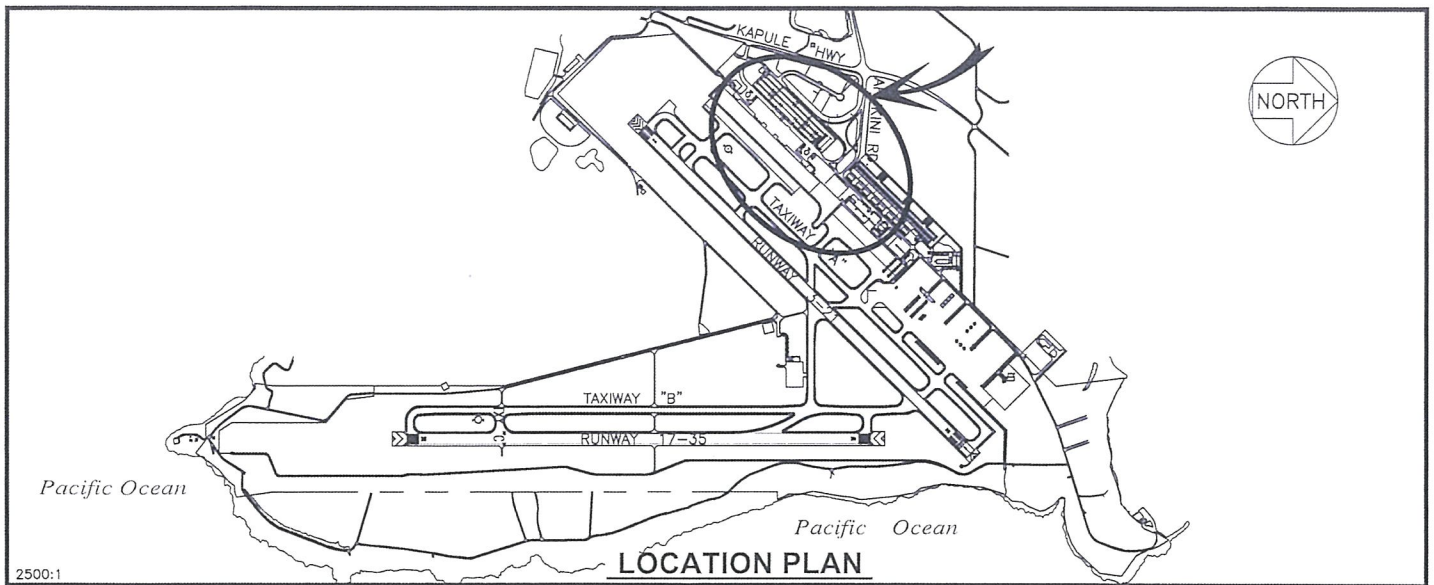 KAPULE HWY
NORTH
TAXIWAY "A"
RUNWAY
TAXIWAY "B"
RUNWAY 17-35
Pacific Ocean
Pacific Ocean
LOCATION PLAN
2500:1